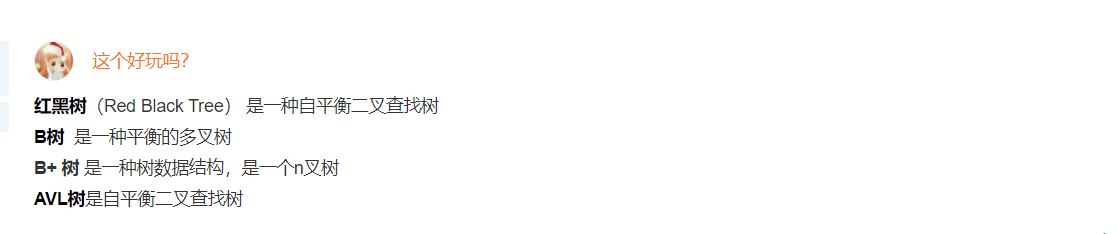 这个好玩吗？
红黑树（Red Black Tree） 是一种自平衡二叉查找树
B树 是一种平衡的多叉树
B+ 树 是一种树数据结构，是一个n叉树
AVL树是自平衡二叉查找树